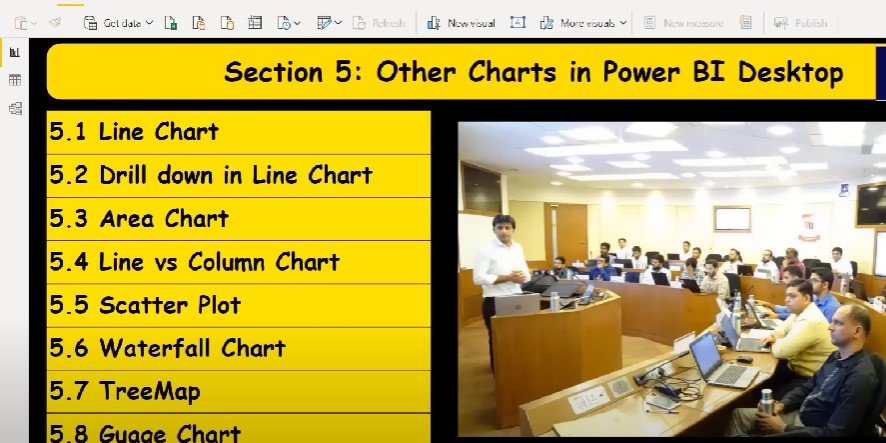 Get data
Refresh
New visual
More visuals
New measure
Publish
Section 5: Other Charts in Power BI Desktop
5.1 Line Chart
5.2 Drill down in Line Chart
5.3 Area Chart
5.4 Line vs Column Chart
5.5 Scatter Plot
5.6 Waterfall Chart
5.7 TreeMap
5.8 Guage Chart